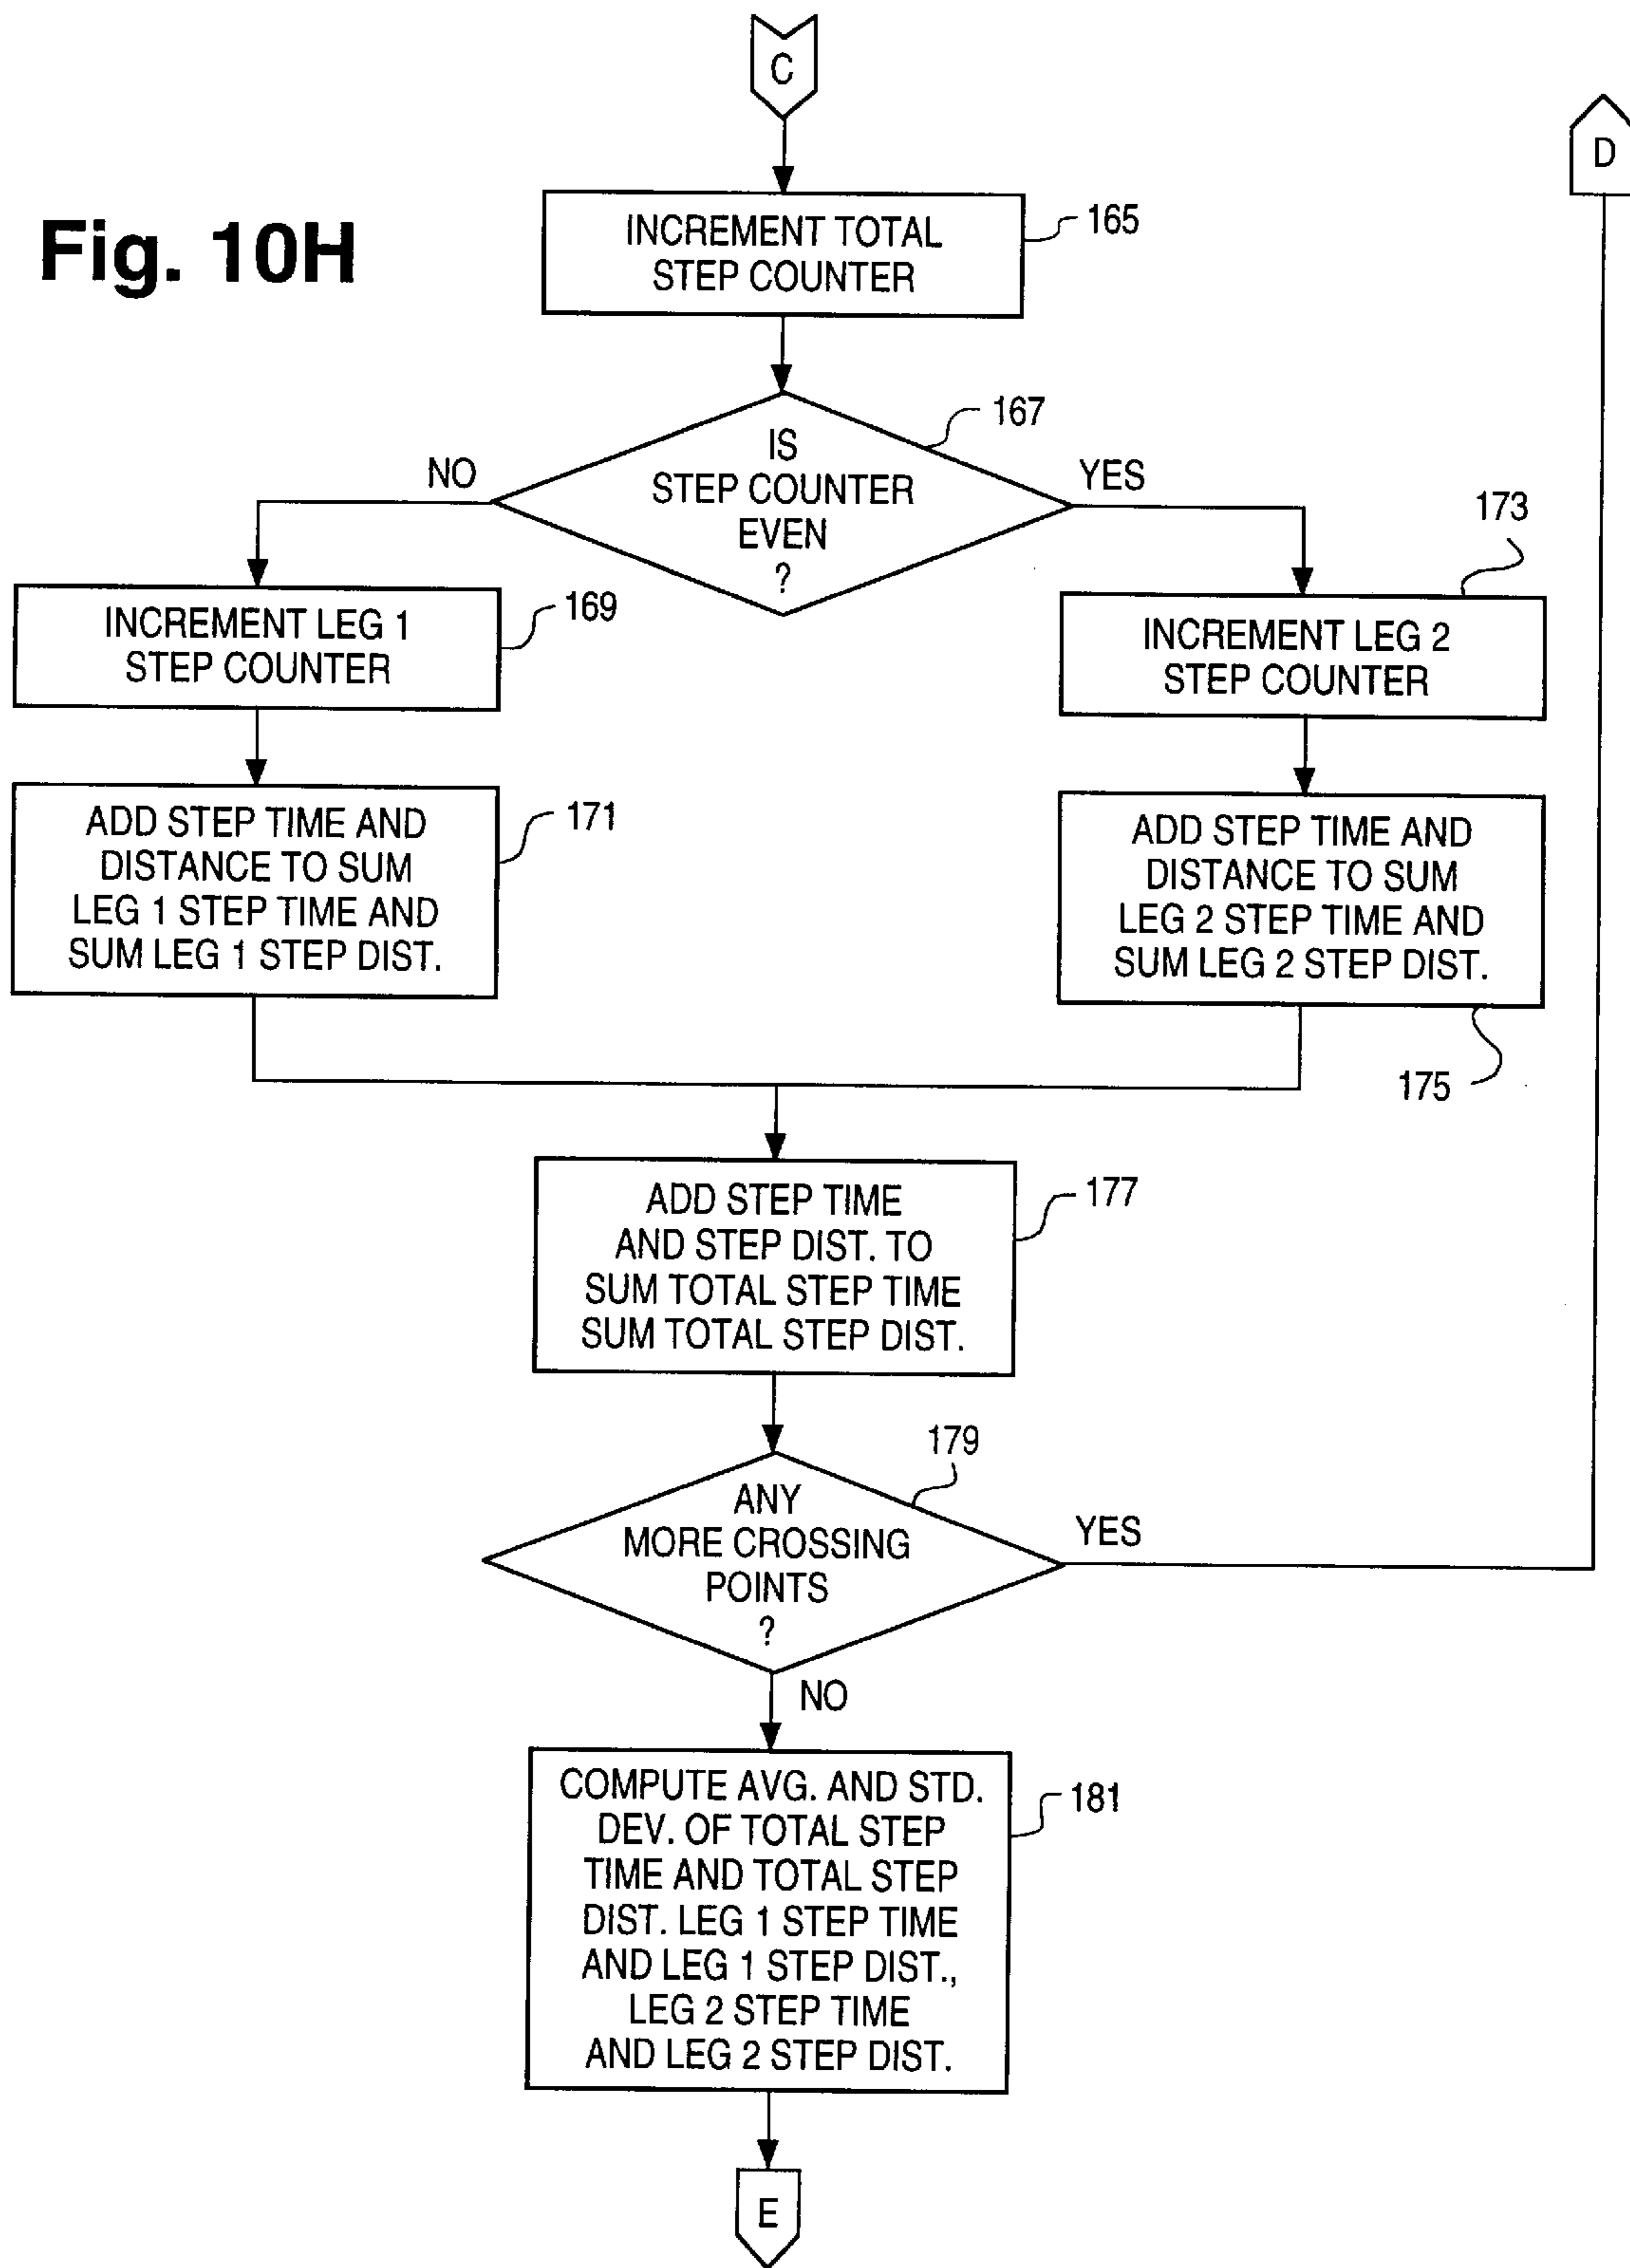 C
D
Fig. 10H
INCREMENT TOTAL
STEP COUNTER
165
IS
STEP COUNTER
EVEN
?
167
NO
YES
INCREMENT LEG 1
STEP COUNTER
169
173
INCREMENT LEG 2
STEP COUNTER
ADD STEP TIME AND
DISTANCE TO SUM
LEG 1 STEP TIME AND
SUM LEG 1 STEP DIST.
171
ADD STEP TIME AND
DISTANCE TO SUM
LEG 2 STEP TIME AND
SUM LEG 2 STEP DIST.
175
ADD STEP TIME
AND STEP DIST. TO
SUM TOTAL STEP TIME
SUM TOTAL STEP DIST.
177
ANY
MORE CROSSING
POINTS
?
179
YES
NO
COMPUTE AVG. AND STD.
DEV. OF TOTAL STEP
TIME AND TOTAL STEP
DIST. LEG 1 STEP TIME
AND LEG 1 STEP DIST.,
LEG 2 STEP TIME
AND LEG 2 STEP DIST.
181
E